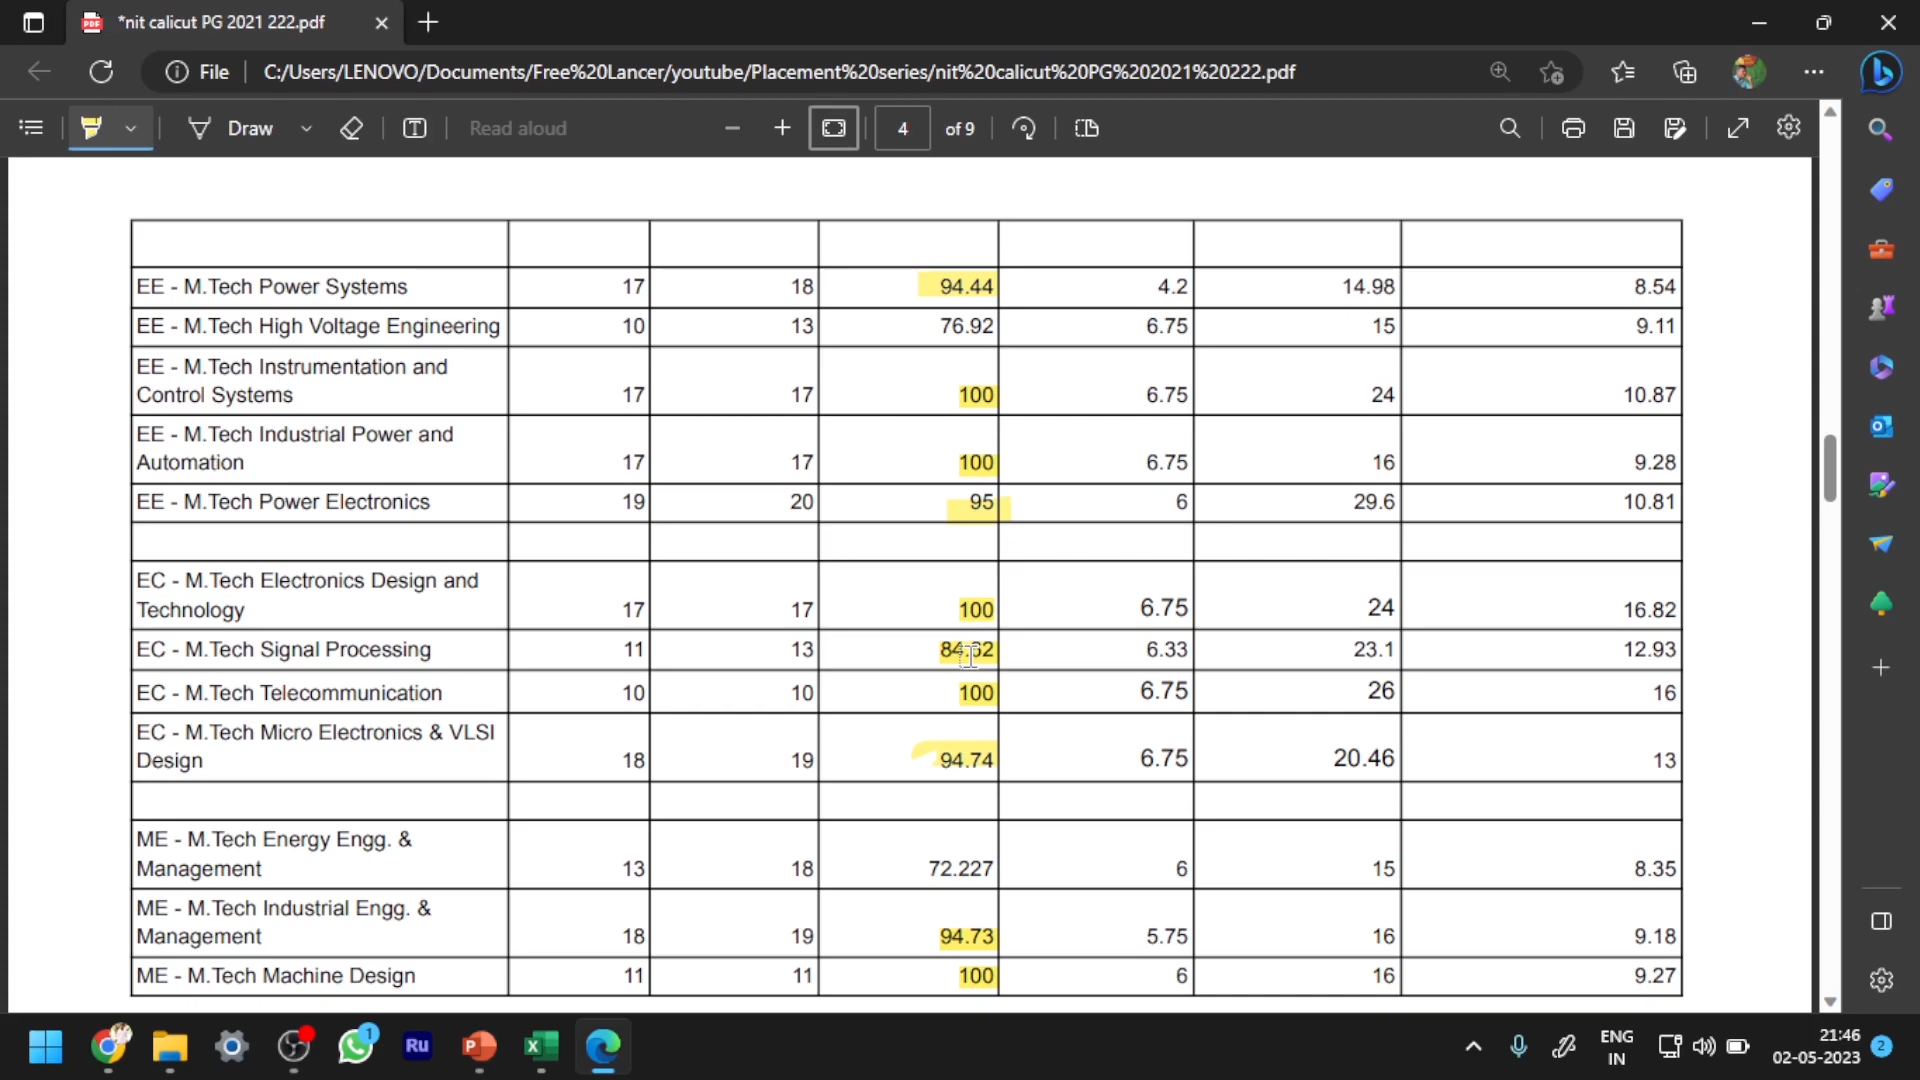 *nit calicut PG 2021 222.pdf
File
C:/Users/LENOVO/Documents/Free%20Lancer/youtube/Placement%20series/nit%20calicut%20PG%202021%20222.pdf
Draw
Read aloud
4 of 9
EE - M.Tech Power Systems 17 18 94.44 4.2 14.98 8.54
EE - M.Tech High Voltage Engineering 10 13 76.92 6.75 15 9.11
EE - M.Tech Instrumentation and
Control Systems 17 17 100 6.75 24 10.87
EE - M.Tech Industrial Power and
Automation 17 17 100 6.75 16 9.28
EE - M.Tech Power Electronics 19 20 95 6 29.6 10.81
EC - M.Tech Electronics Design and
Technology 17 17 100 6.75 24 16.82
EC - M.Tech Signal Processing 11 13 84.62 6.33 23.1 12.93
EC - M.Tech Telecommunication 10 10 100 6.75 26 16
EC - M.Tech Micro Electronics & VLSI
Design 18 19 94.74 6.75 20.46 13
ME - M.Tech Energy Engg. &
Management 13 18 72.227 6 15 8.35
ME - M.Tech Industrial Engg. &
Management 18 19 94.73 5.75 16 9.18
ME - M.Tech Machine Design 11 11 100 6 16 9.27
1
Ru
ENG
IN
21:46
02-05-2023
2